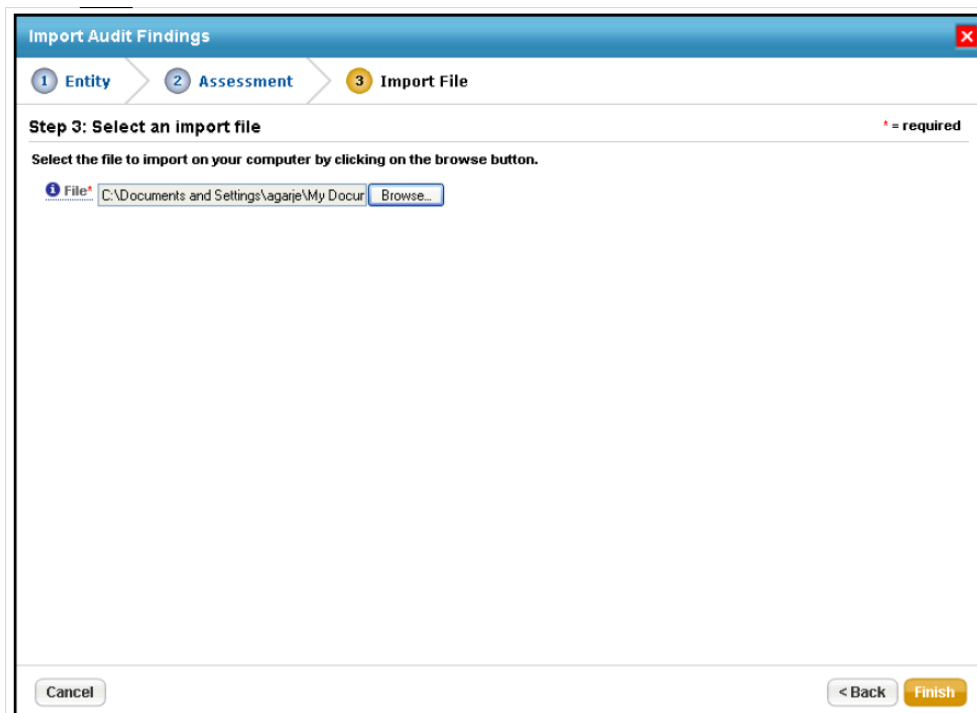 Import Audit Findings
1 Entity 2 Assessment 3 Import File
Step 3: Select an import file * = required
Select the file to import on your computer by clicking on the browse button.
File* C:\Documents and Settings\agarje\My Docur Browse...
Cancel < Back Finish